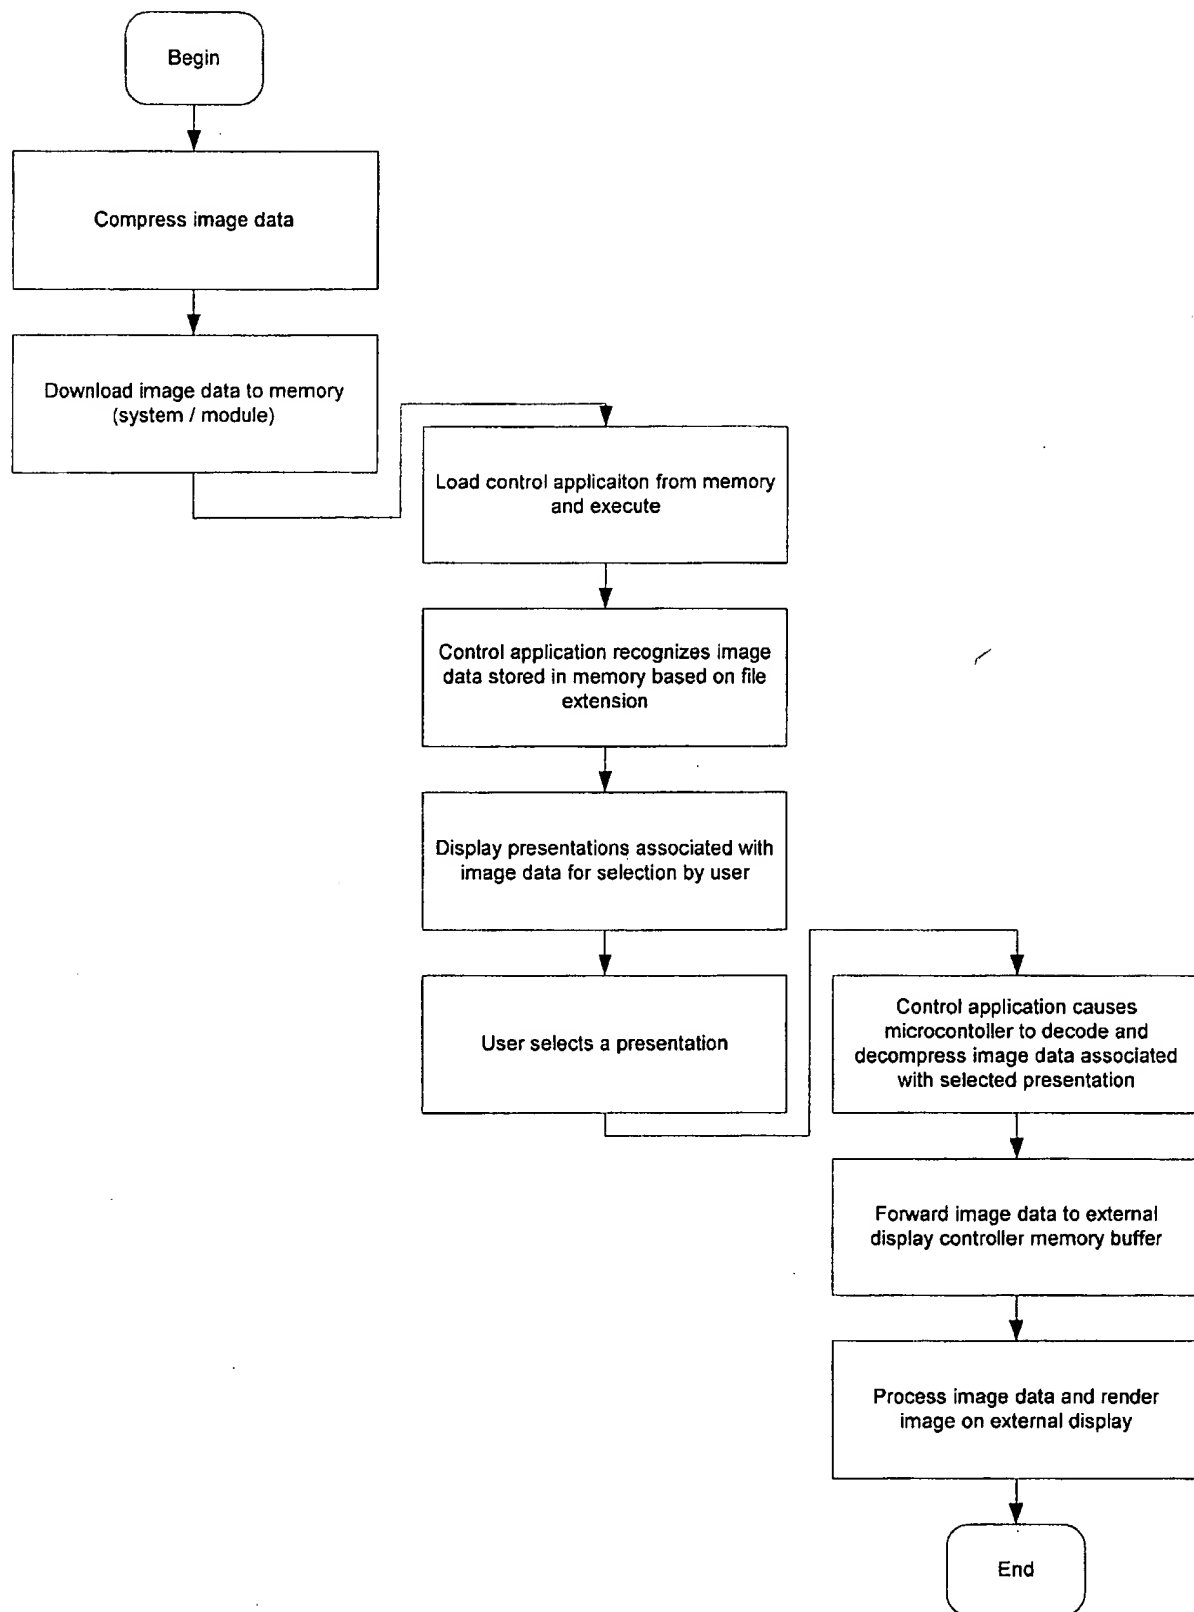 Begin
Compress image data
Download image data to memory
(system / module)
Load control applicaiton from memory
and execute
Control application recognizes image
data stored in memory based on file
extension
Display presentations associated with
image data for selection by user
User selects a presentation
Control application causes
microcontoller to decode and
decompress image data associated
with selected presentation
Forward image data to external
display controller memory buffer
Process image data and render
image on external display
End